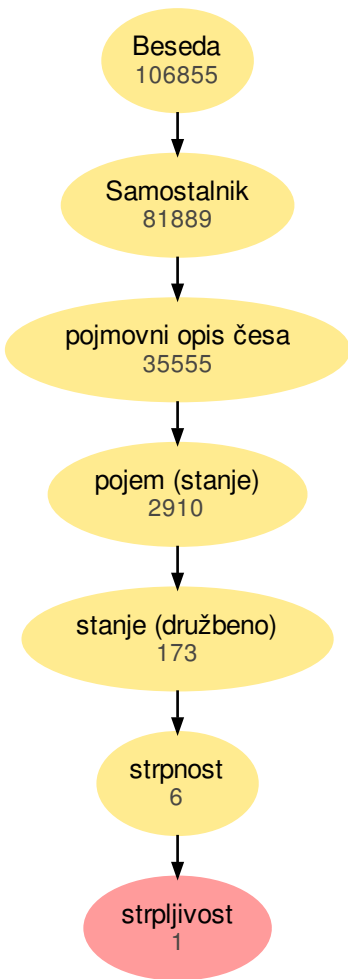 Beseda
106855
Samostalnik
81889
pojmovni opis česa
35555
pojem (stanje)
2910
stanje (družbeno)
173
strpnost
6
strpljivost
1